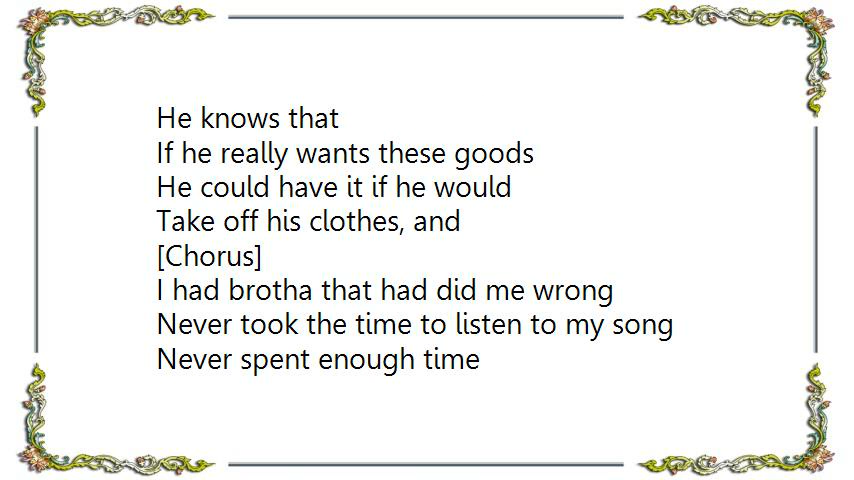 He knows that
If he really wants these goods
He could have it if he would
Take off his clothes, and
[Chorus]
I had brotha that had did me wrong
Never took the time to listen to my song
Never spent enough time